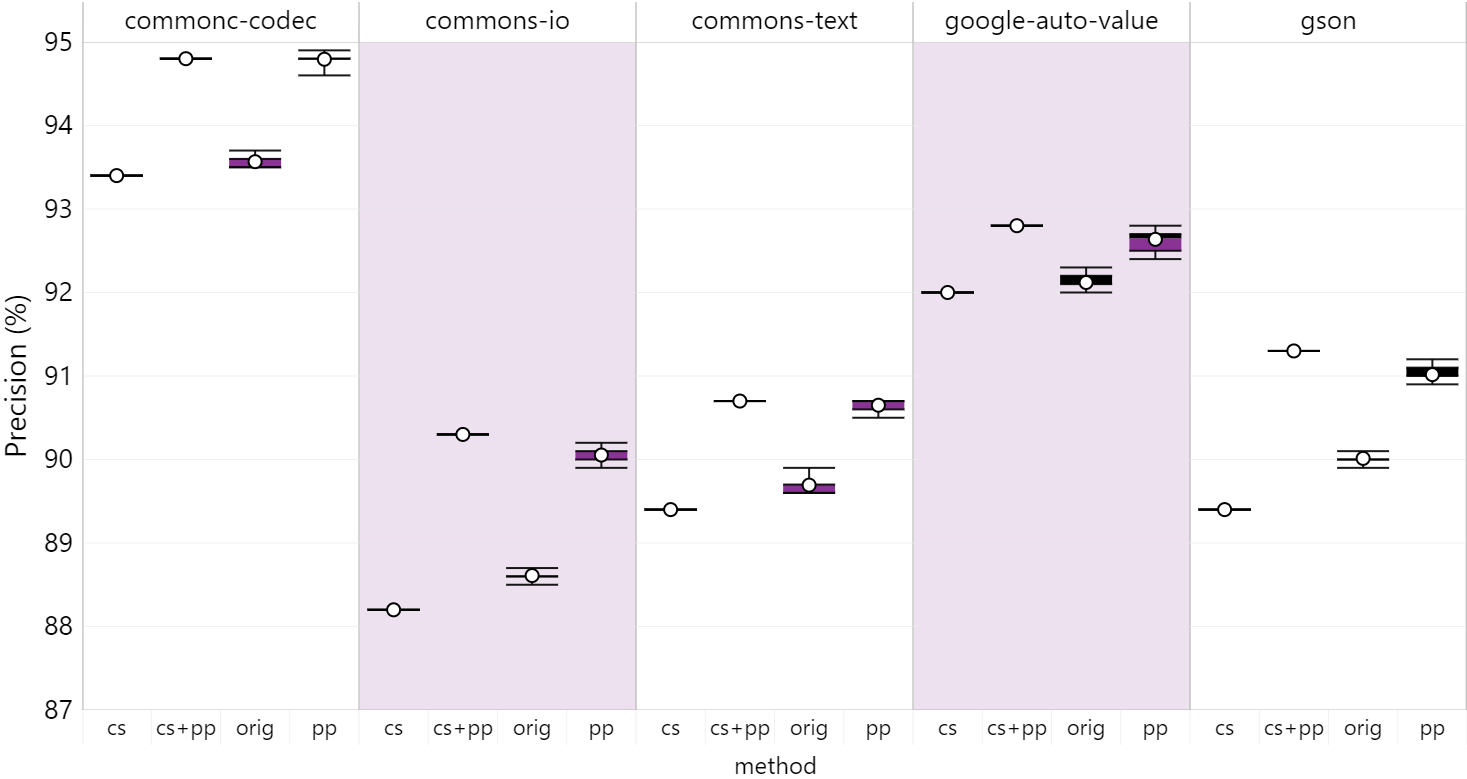 commonc-codec commons-io commons-text google-auto-value gson
95
94
93
92
91
90
89
88
87
Precision (%)
cs cs+pp orig pp cs cs+pp orig pp cs cs+pp orig pp cs cs+pp orig pp cs cs+pp orig pp
method